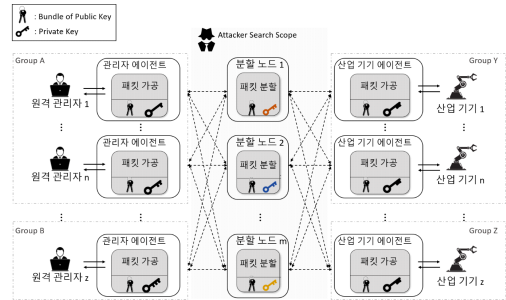 : Bundle of Public Key
: Private Key
Attacker Search Scope
Group A
관리자 에이전트
패킷 가공
원격 관리자 1
분할 노드 1
패킷 분할
Group Y
산업 기기 에이전트
패킷 가공
산업 기기 1
관리자 에이전트
패킷 가공
원격 관리자 n
분할 노드 2
패킷 분할
산업 기기 에이전트
패킷 가공
산업 기기 n
Group B
관리자 에이전트
패킷 가공
원격 관리자 z
분할 노드 m
패킷 분할
Group Z
산업 기기 에이전트
패킷 가공
산업 기기 z